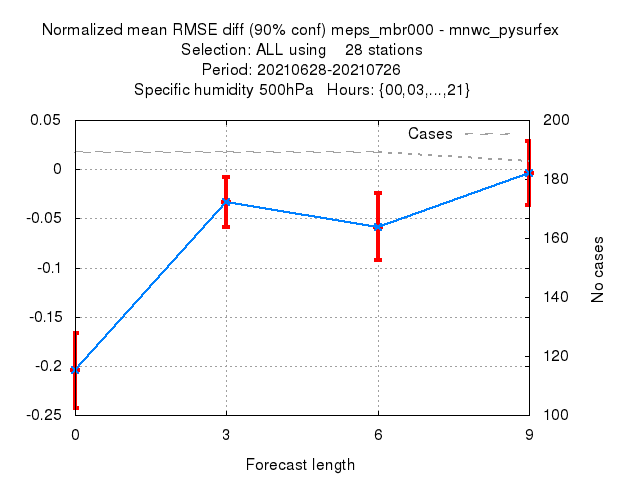 Normalized mean RMSE diff (90% conf) meps_mbr000 - mnwc_pysurfex
Selection: ALL using    28 stations
Period: 20210628-20210726
Specific humidity 500hPa   Hours: {00,03,...,21}
0.05
0
-0.05
-0.1
-0.15
-0.2
-0.25
Cases
200
180
160
140
120
100
No cases
0 3 6 9
Forecast length